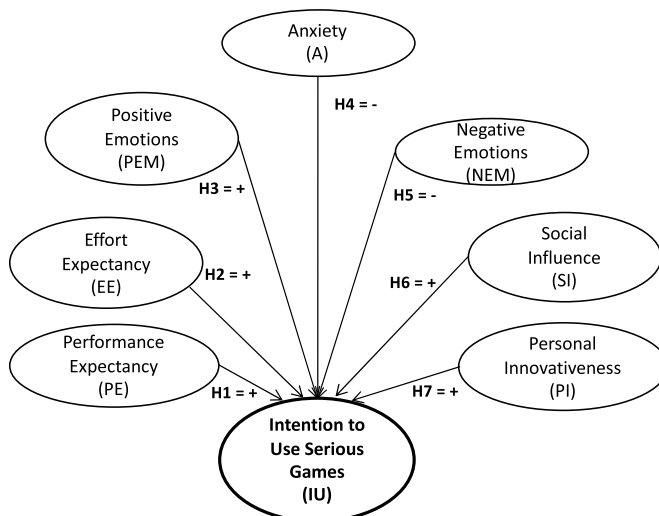 Anxiety
(A)
H4 = -
Positive
Emotions
(PEM)
H3 = +
Negative
Emotions
(NEM)
H5 = -
Effort
Expectancy
(EE)
H2 = +
Social
Influence
(SI)
H6 = +
Performance
Expectancy
(PE)
H1 = +
Personal
Innovativeness
(PI)
H7 = +
Intention to
Use Serious
Games
(IU)